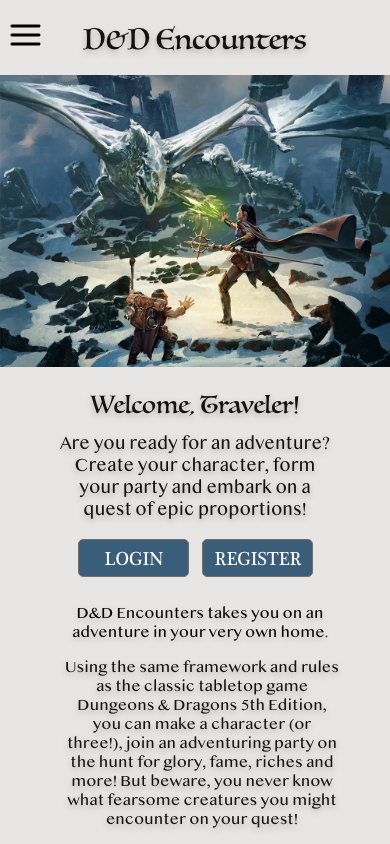 D&D Encounters
Welcome, Traveler!
Are you ready for an adventure?
Create your character, form
your party and embark on a
quest of epic proportions!
LOGIN REGISTER
D&D Encounters takes you on an
adventure in your very own home.
Using the same framework and rules
as the classic tabletop game
Dungeons & Dragons 5th Edition,
you can make a character (or
three!), join an adventuring party on
the hunt for glory, fame, riches and
more! But beware, you never know
what fearsome creatures you might
encounter on your quest!